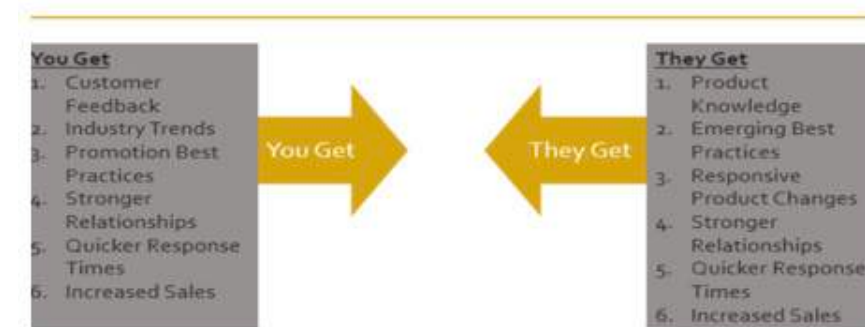 You Get
1. Customer
Feedback
2. Industry Trends
3. Promotion Best
Practices
4. Stronger
Relationships
5. Quicker Response
Times
6. Increased Sales
You Get
They Get
They Get
1. Product
Knowledge
2. Emerging Best
Practices
3. Responsive
Product Changes
4. Stronger
Relationships
5. Quicker Response
Times
6. Increased Sales